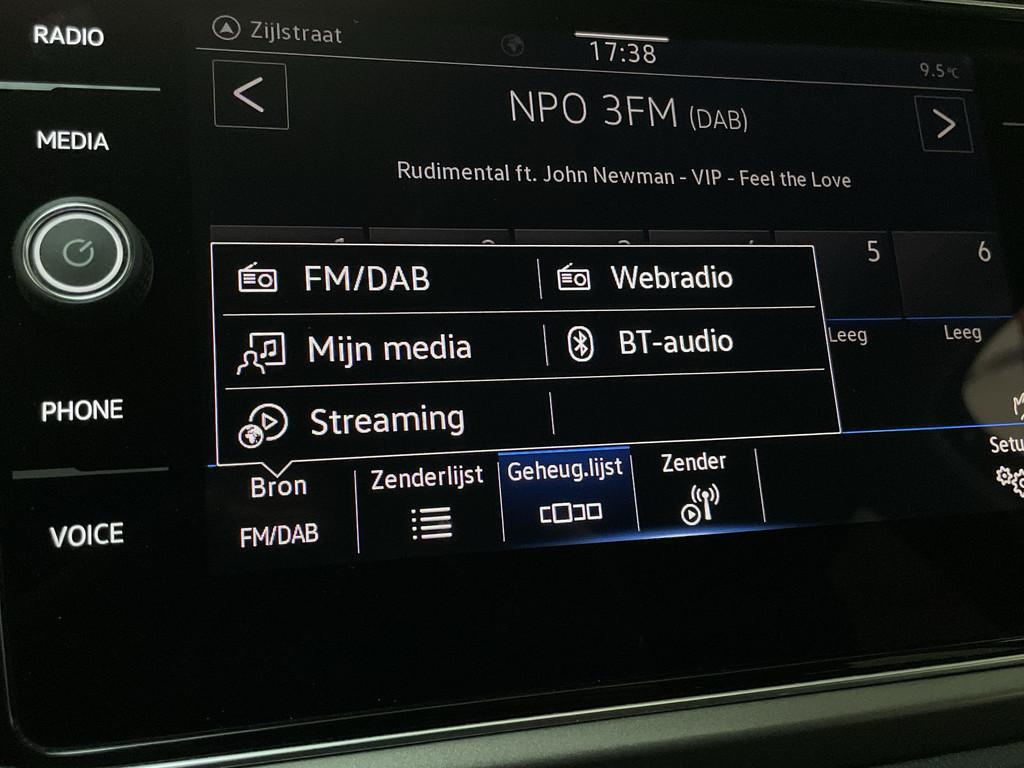 RADIO
MEDIA
PHONE
VOICE
Zijlstraat
17:38
9.5°C
NPO 3FM (DAB)
Rudimental ft. John Newman - VIP - Feel the Love
5
6
Leeg
Leeg
FM/DAB
Webradio
Mijn media
BT-audio
Streaming
Bron
FM/DAB
Zenderlijst
Geheug.lijst
Zender
Setu